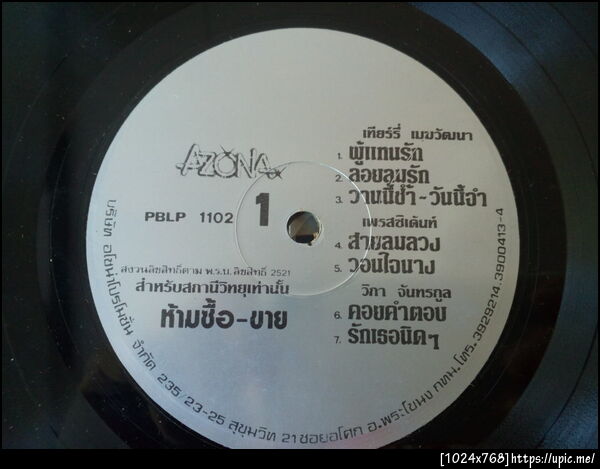 AZONA
PBLP 1102
1
สงวนลิขสิทธิ์ตาม พ.ร.บ.ลิขสิทธิ์ 2521
สำหรับสถานีวิทยุเท่านั้น
ห้ามซื้อ-ขาย
เทียร์รี่ เมฆวัฒนา
1. ผู้แทนรัก
2. ลอยลมรัก
3. วานนี้ช้ำ-วันนี้จำ
เพรสซิเด้นท์
4. สายลมลวง
5. วอนใจนาง
วิภา จันทรกูล
6. คอยคำตอบ
7. รักเธอนิดๆ
บริษัท อโซน่าโปรโมชั่น จำกัด 235/23-25 สุขุมวิท 21 ซอยอโศก อ.พระโขนง กทม. โทร. 3929214, 3900413-4
[1024x768]https://upic.me/